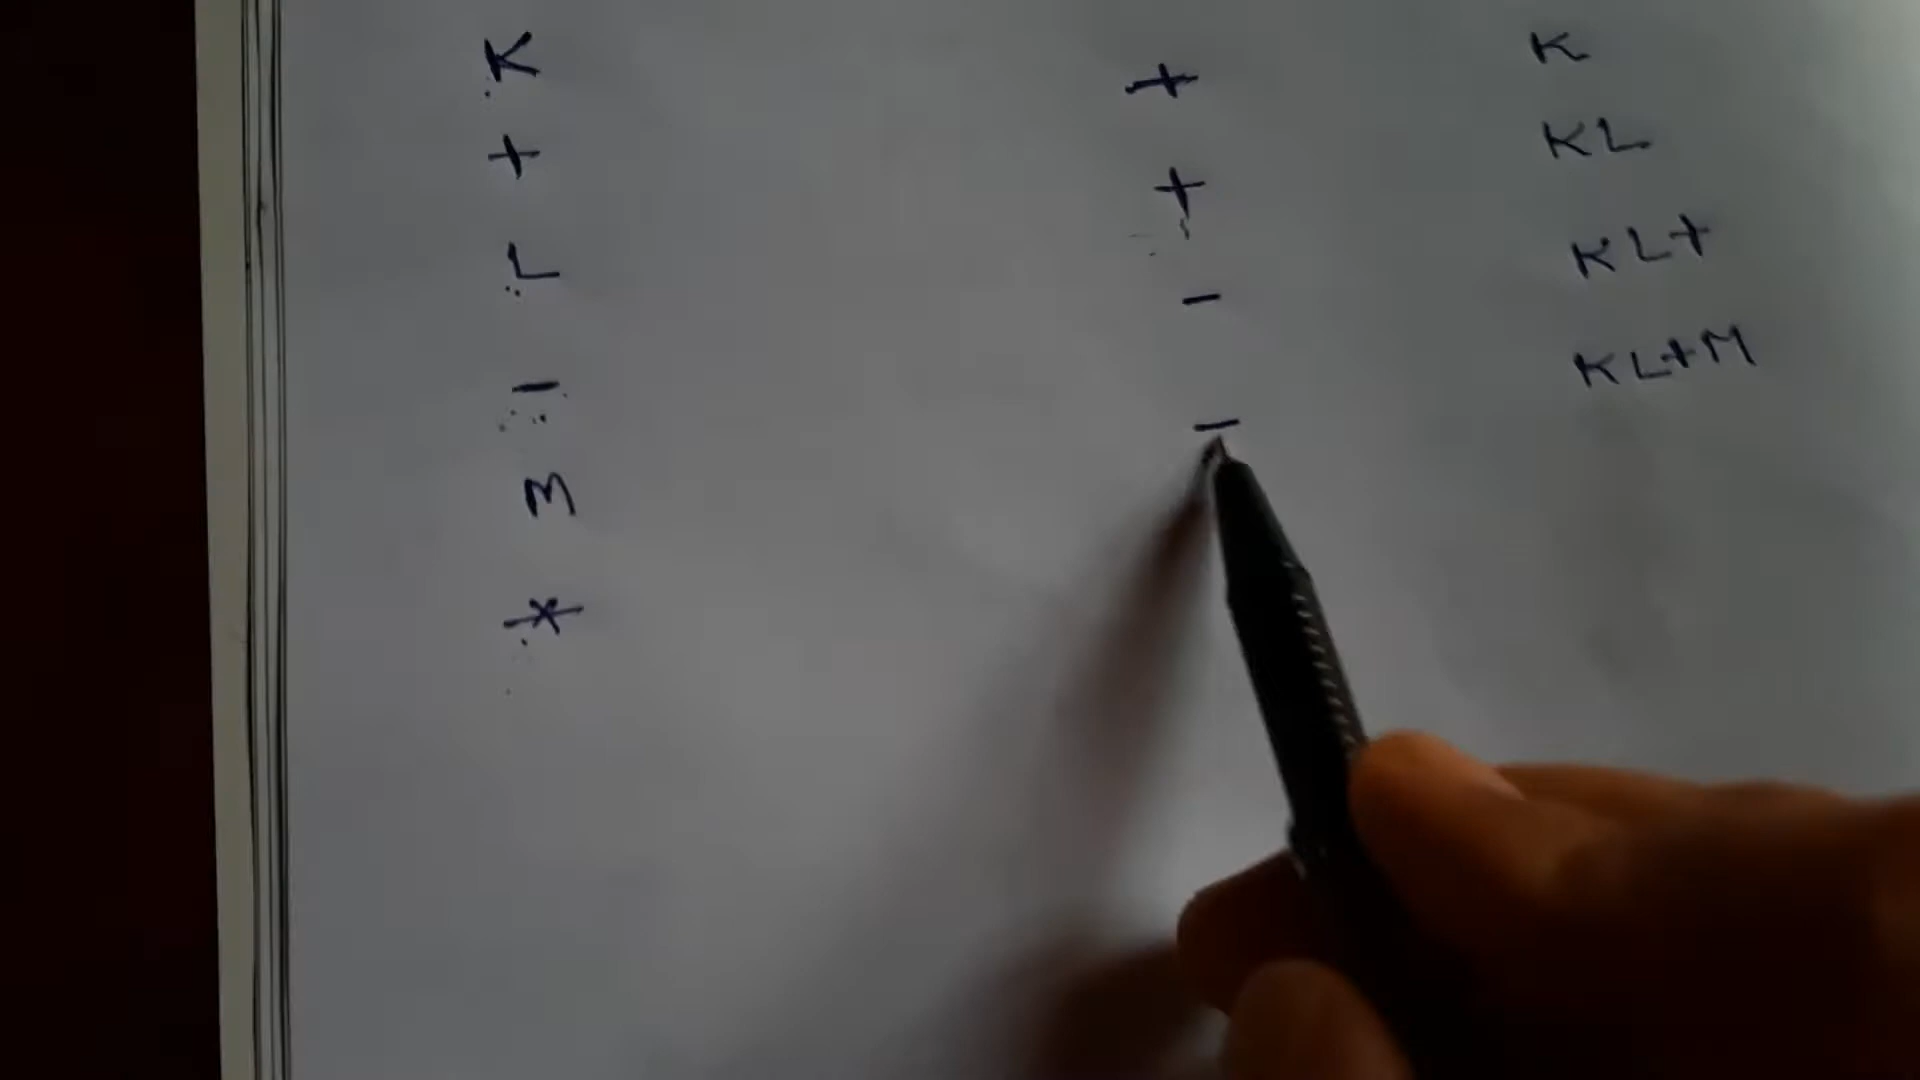 K
+ K
+ + KL
L - KL+
- - KL+M
M
*